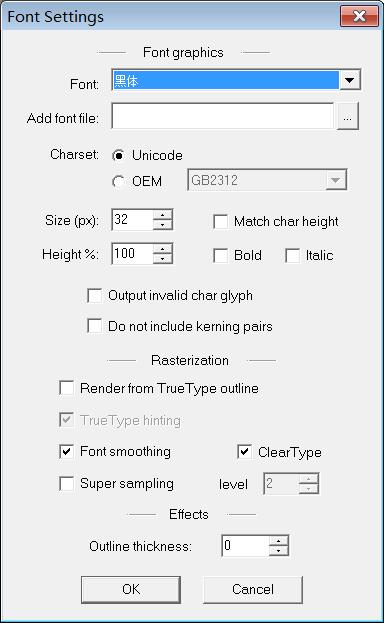 Font Settings
Font graphics
Font: 黑体
Add font file: ...
Charset: Unicode
OEM GB2312
Size (px): 32 Match char height
Height %: 100 Bold Italic
Output invalid char glyph
Do not include kerning pairs
Rasterization
Render from TrueType outline
TrueType hinting
Font smoothing ClearType
Super sampling level 2
Effects
Outline thickness: 0
OK Cancel